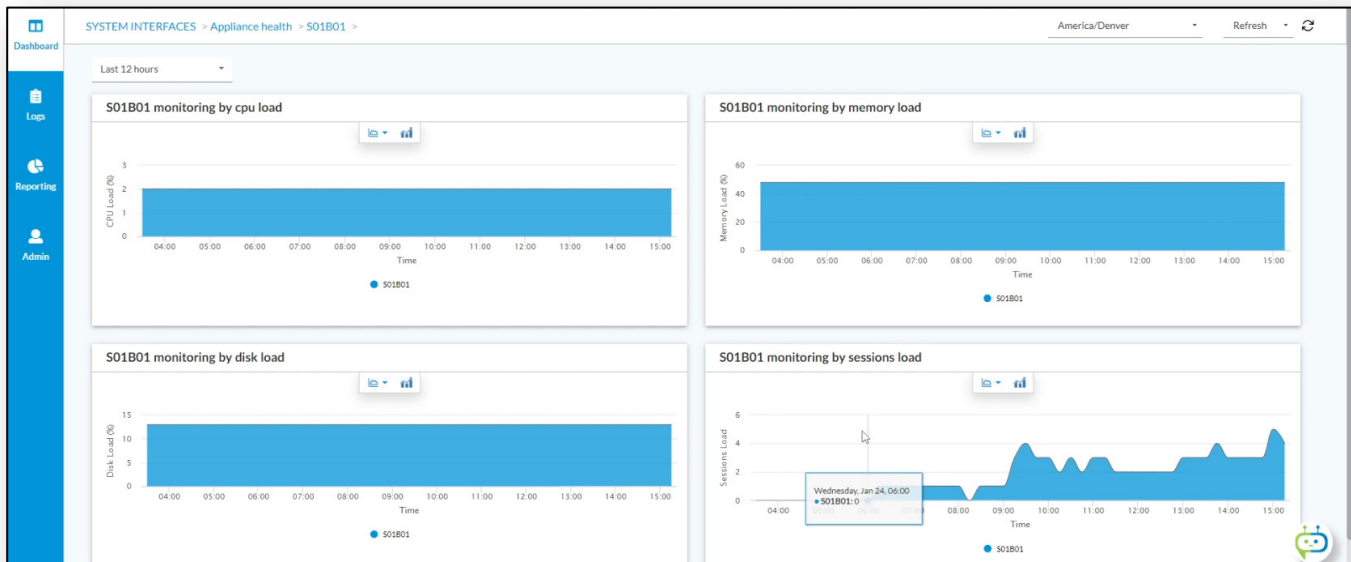 SYSTEM INTERFACES > Appliance health > S01B01 >
America/Denver
Refresh
Dashboard
Logs
Reporting
Admin
Last 12 hours
S01B01 monitoring by cpu load
CPU Load (%)
3
2
1
0
04:00 05:00 06:00 07:00 08:00 09:00 10:00 11:00 12:00 13:00 14:00 15:00
Time
S01B01
S01B01 monitoring by memory load
Memory Load (%)
60
40
20
0
04:00 05:00 06:00 07:00 08:00 09:00 10:00 11:00 12:00 13:00 14:00 15:00
Time
S01B01
S01B01 monitoring by disk load
Disk Load (%)
15
10
5
0
04:00 05:00 06:00 07:00 08:00 09:00 10:00 11:00 12:00 13:00 14:00 15:00
Time
S01B01
S01B01 monitoring by sessions load
Sessions Load
6
4
2
0
Wednesday, Jan 24, 06:00
S01B01: 0
04:00 05:00 06:00 07:00 08:00 09:00 10:00 11:00 12:00 13:00 14:00 15:00
Time
S01B01